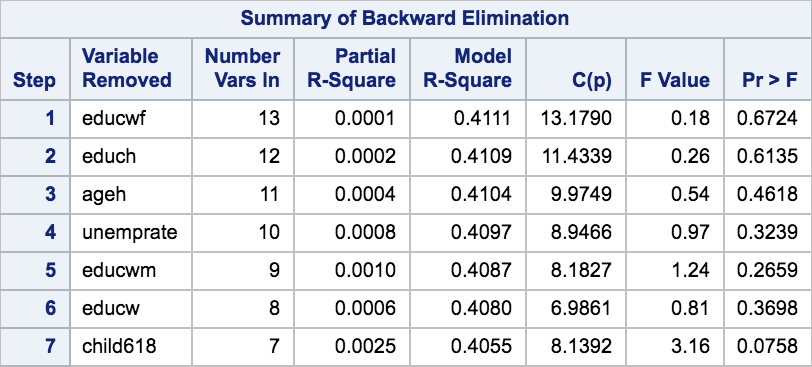 Summary of Backward Elimination
Step Variable Removed Number Vars In Partial R-Square Model R-Square C(p) F Value Pr > F
1 educwf 13 0.0001 0.4111 13.1790 0.18 0.6724
2 educh 12 0.0002 0.4109 11.4339 0.26 0.6135
3 ageh 11 0.0004 0.4104 9.9749 0.54 0.4618
4 unemprate 10 0.0008 0.4097 8.9466 0.97 0.3239
5 educwm 9 0.0010 0.4087 8.1827 1.24 0.2659
6 educw 8 0.0006 0.4080 6.9861 0.81 0.3698
7 child618 7 0.0025 0.4055 8.1392 3.16 0.0758